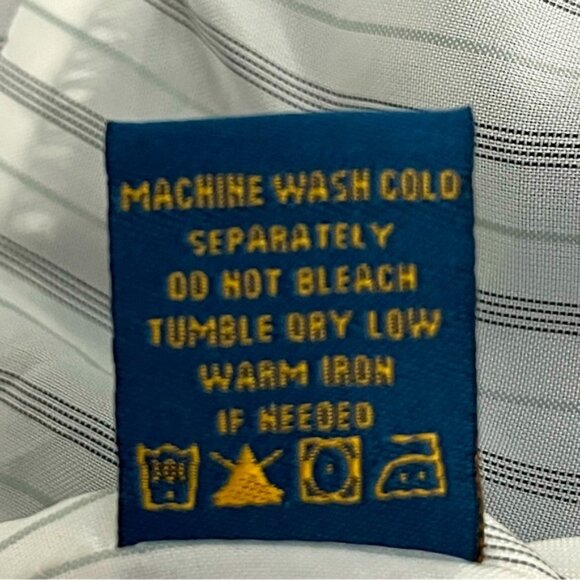 MACHINE WASH COLD
SEPARATELY
DO NOT BLEACH
TUMBLE DRY LOW
WARM IRON
IF NEEDED